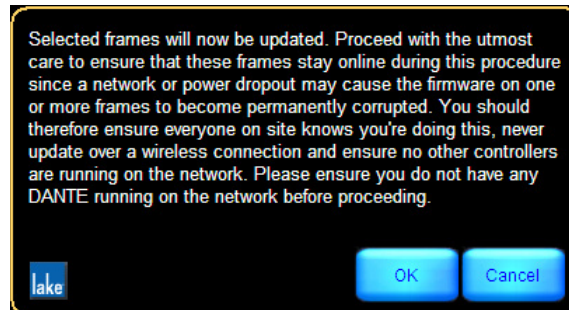 Selected frames will now be updated. Proceed with the utmost
care to ensure that these frames stay online during this procedure
since a network or power dropout may cause the firmware on one
or more frames to become permanently corrupted. You should
therefore ensure everyone on site knows you're doing this, never
update over a wireless connection and ensure no other controllers
are running on the network. Please ensure you do not have any
DANTE running on the network before proceeding.
lake
OK
Cancel